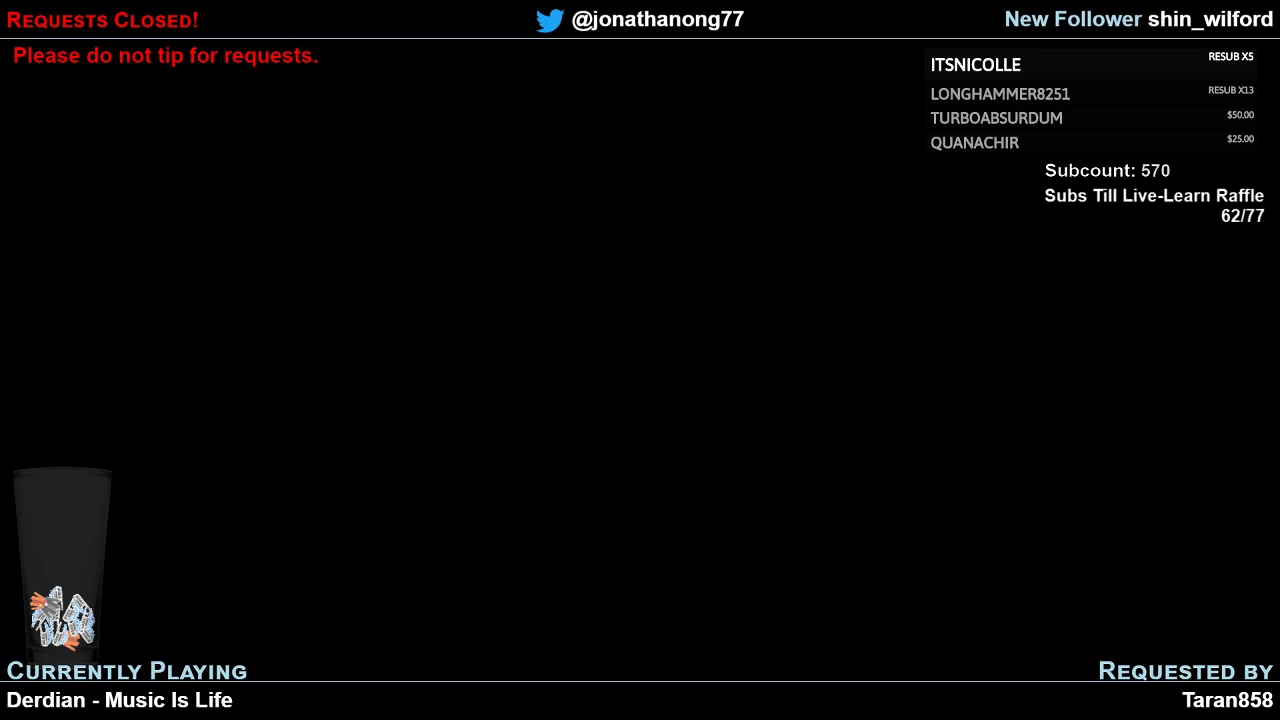 Requests Closed!
@jonathanong77
New Follower shin_wilford
Please do not tip for requests.
ITSNICOLLE RESUB X5
LONGHAMMER8251 RESUB X13
TURBOABSURDUM $50.00
QUANACHIR $25.00
Subcount: 570
Subs Till Live-Learn Raffle
62/77
Currently Playing
Requested by
Derdian - Music Is Life
Taran858